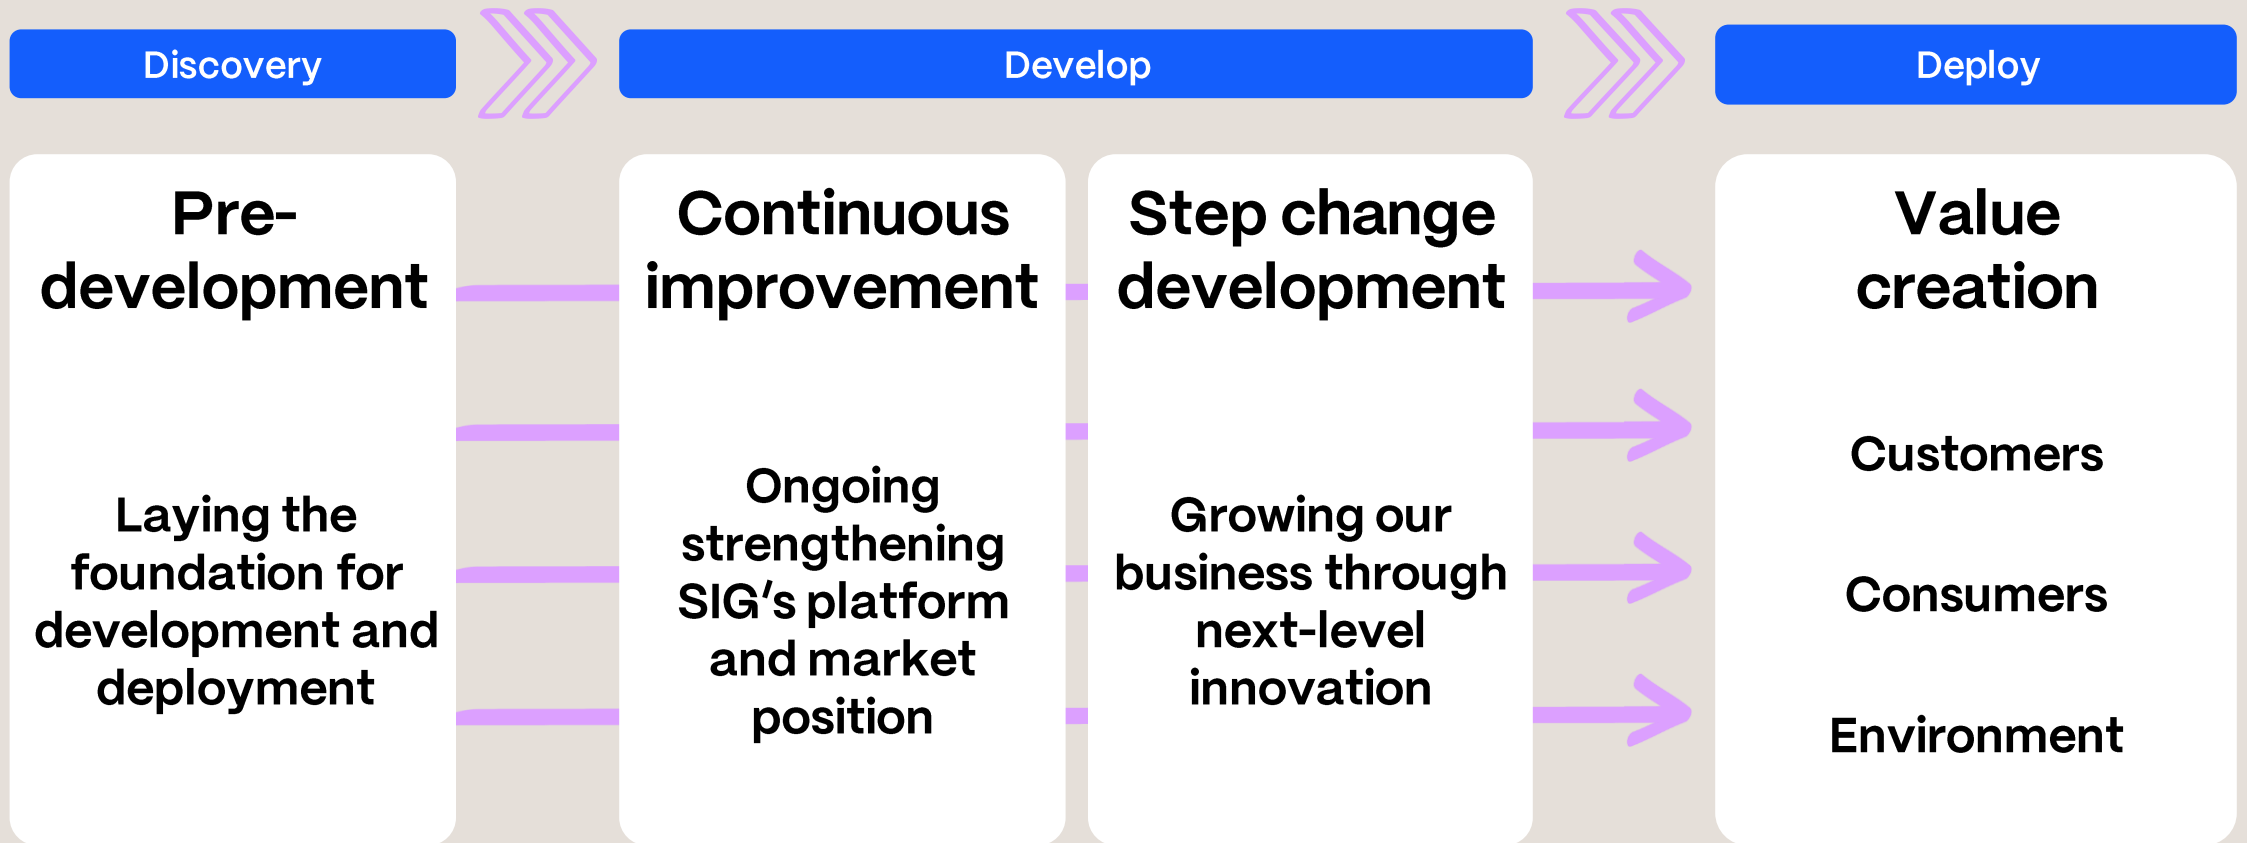 Discovery
Develop
Deploy
Pre-
development
Laying the
foundation for
development and
deployment
Continuous
improvement
Ongoing
strengthening
SIG’s platform
and market
position
Step change
development
Growing our
business through
next-level
innovation
Value
creation
Customers
Consumers
Environment